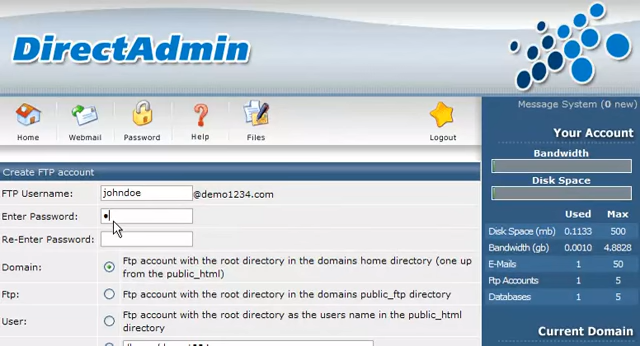 DirectAdmin
Message System (0 new)
Home
Webmail
Password
Help
Files
Logout
Your Account
Bandwidth
Disk Space
Used Max
Disk Space (mb) 0.1133 500
Bandwidth (gb) 0.0010 4.8828
E-Mails 1 50
Ftp Accounts 1 5
Databases 1 5
Current Domain
Create FTP account
FTP Username: johndoe @demo1234.com
Enter Password:
Re-Enter Password:
Domain: Ftp account with the root directory in the domains home directory (one up
from the public_html)
Ftp: Ftp account with the root directory in the domains public_ftp directory
User: Ftp account with the root directory as the users name in the public_html
directory